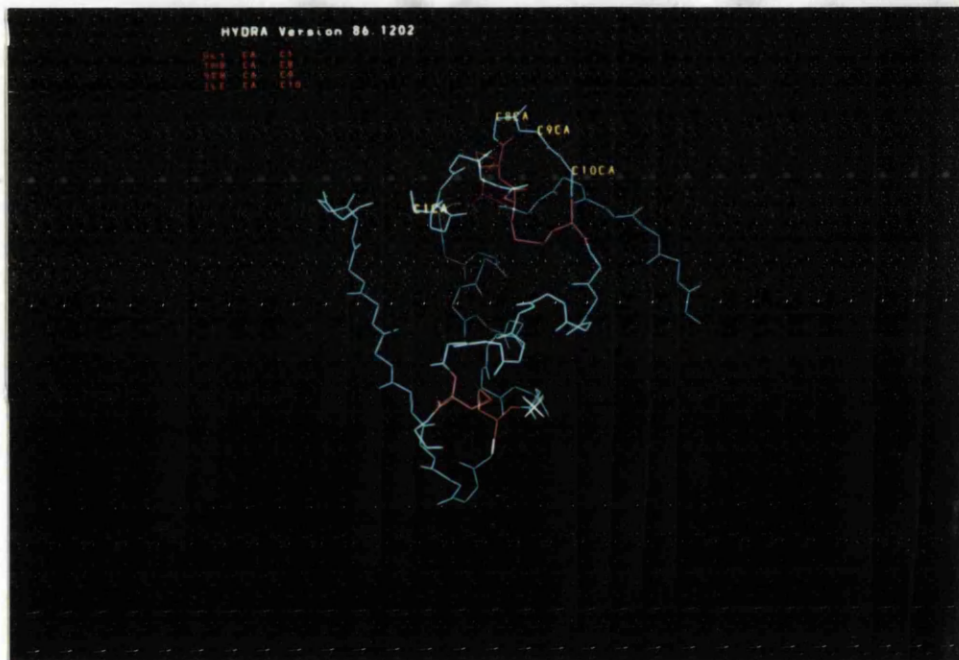 HYDRA Version 86.1202
GLY CA C1
THR CA C8
SER CA C9
ILE CA C10
C8CA
C9CA
C10CA
C1CA